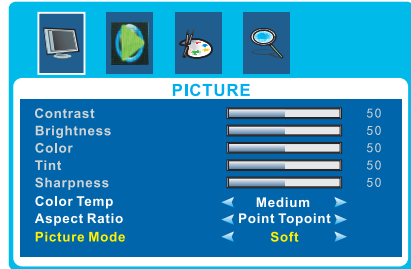 PICTURE
Contrast 50
Brightness 50
Color 50
Tint 50
Sharpness 50
Color Temp Medium
Aspect Ratio Point Topoint
Picture Mode Soft